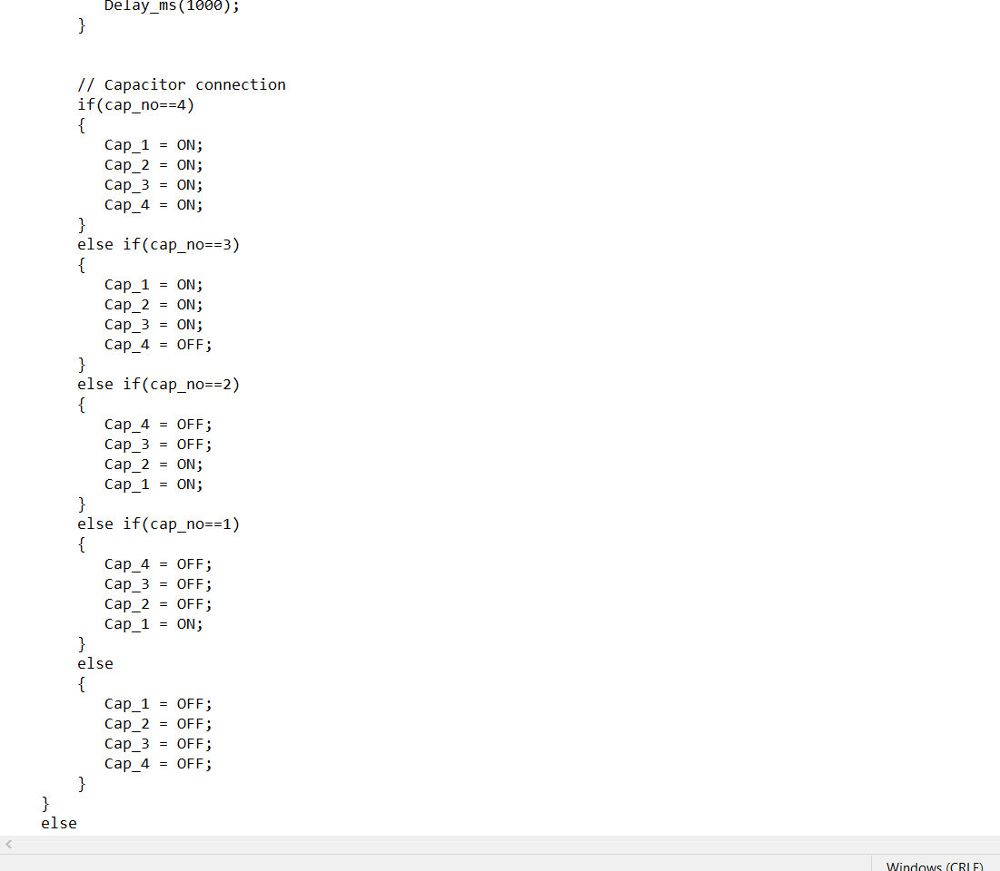 Delay_ms(1000);
}
// Capacitor connection
if(cap_no==4)
{
Cap_1 = ON;
Cap_2 = ON;
Cap_3 = ON;
Cap_4 = ON;
}
else if(cap_no==3)
{
Cap_1 = ON;
Cap_2 = ON;
Cap_3 = ON;
Cap_4 = OFF;
}
else if(cap_no==2)
{
Cap_4 = OFF;
Cap_3 = OFF;
Cap_2 = ON;
Cap_1 = ON;
}
else if(cap_no==1)
{
Cap_4 = OFF;
Cap_3 = OFF;
Cap_2 = OFF;
Cap_1 = ON;
}
else
{
Cap_1 = OFF;
Cap_2 = OFF;
Cap_3 = OFF;
Cap_4 = OFF;
}
}
else
Windows (CRLF)